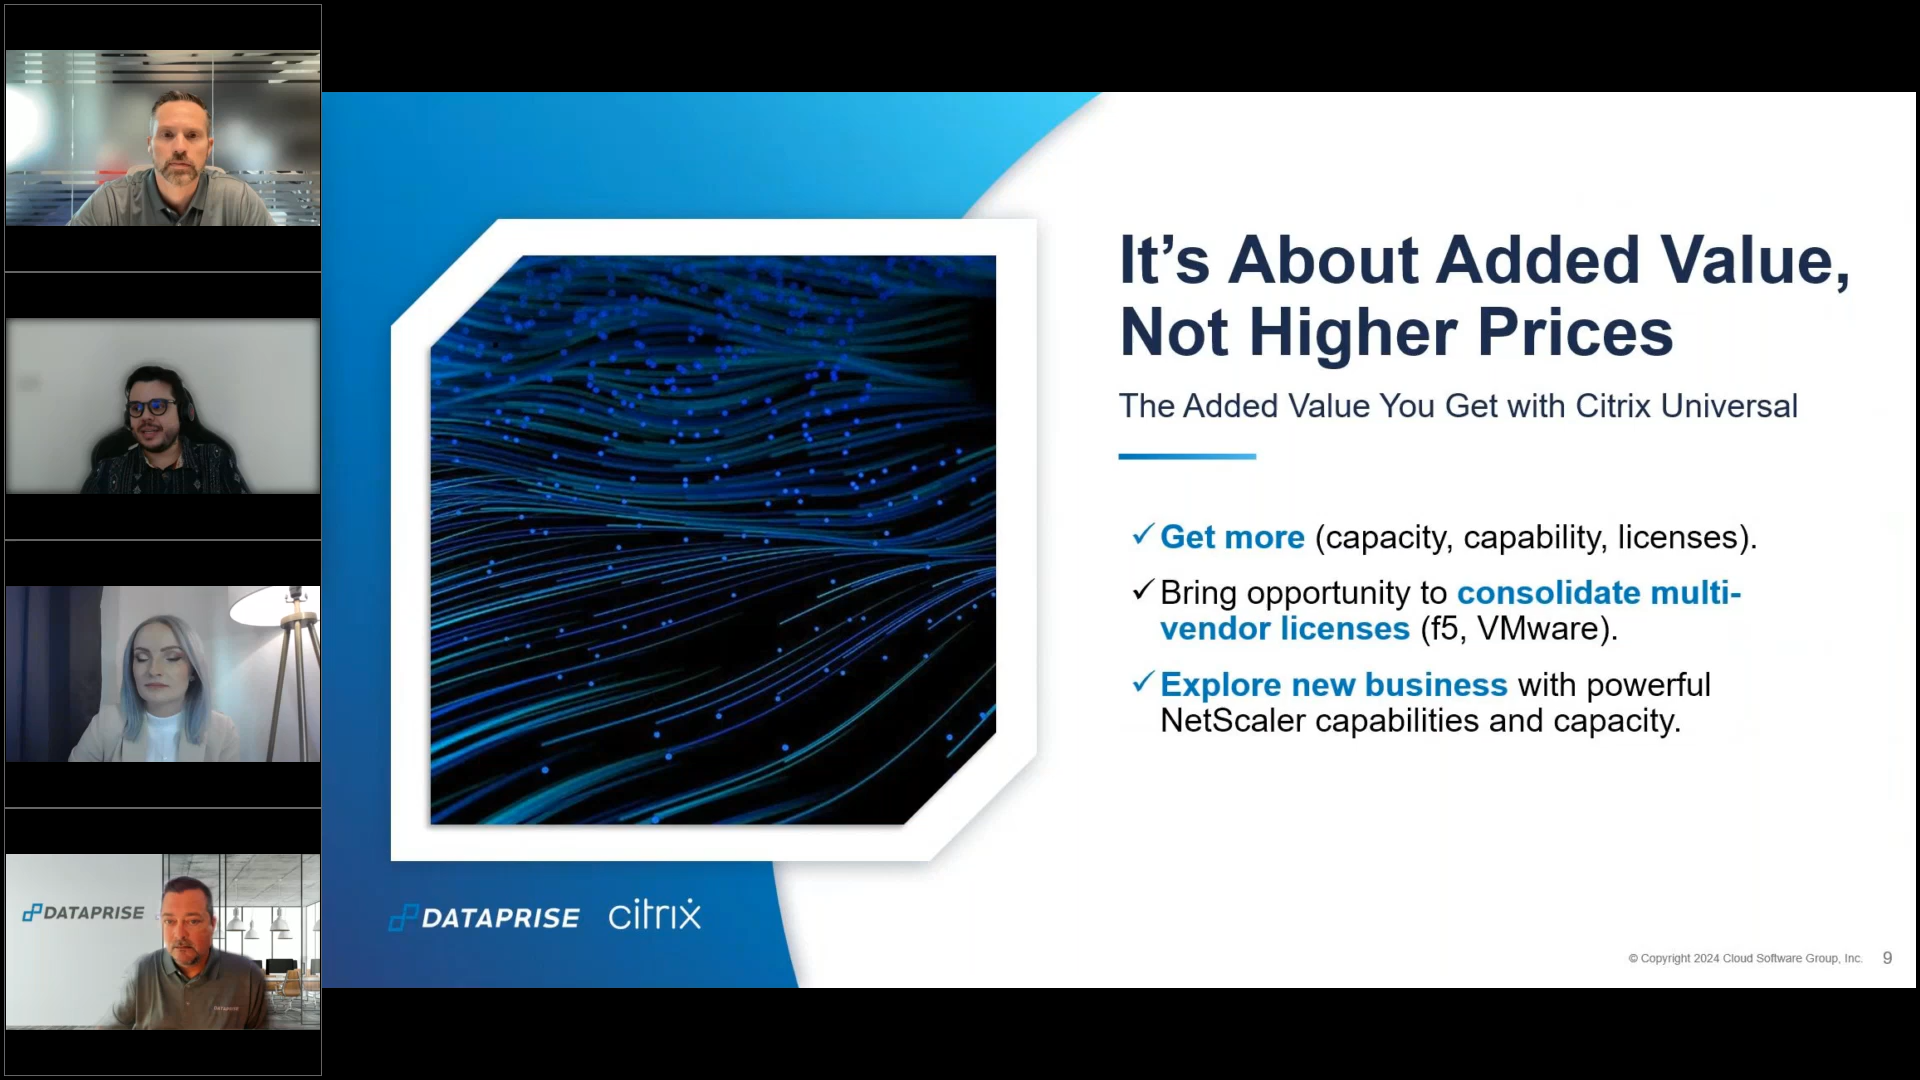 It’s About Added Value,
Not Higher Prices
The Added Value You Get with Citrix Universal
✓ Get more (capacity, capability, licenses).
✓ Bring opportunity to consolidate multi-
vendor licenses (f5, VMware).
✓ Explore new business with powerful
NetScaler capabilities and capacity.
DATAPRISE
DATAPRISE citrix
© Copyright 2024 Cloud Software Group, Inc. 9